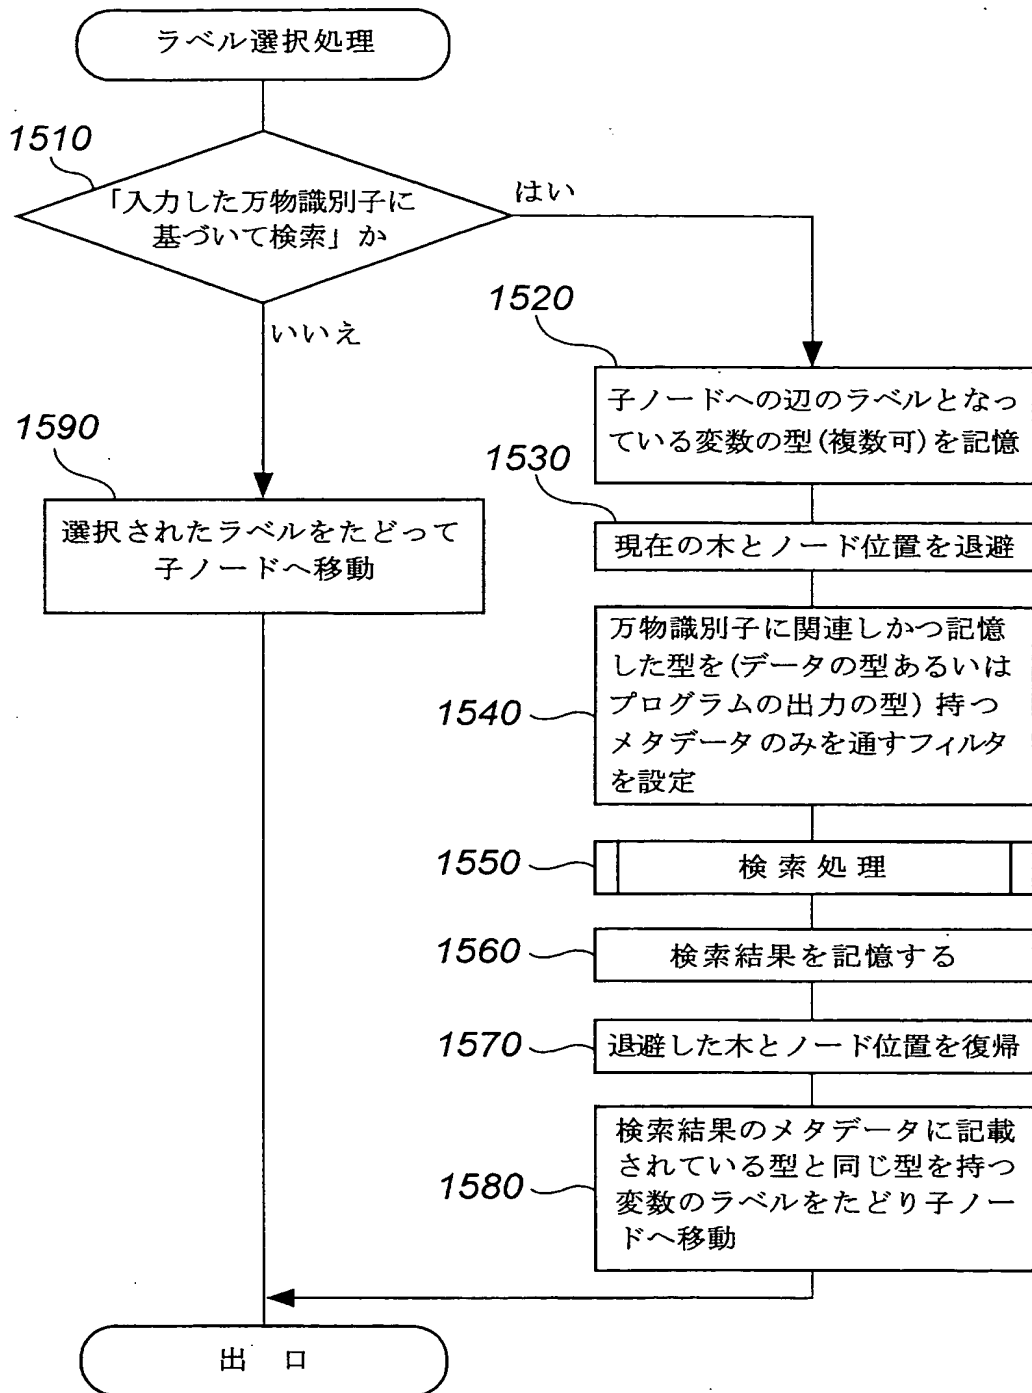 ラベル選択処理
1510
「入力した万物識別子に
基づいて検索」か
はい
いいえ
1590
選択されたラベルをたどって
子ノードへ移動
1520
子ノードへの辺のラベルとなっ
ている変数の型(複数可)を記憶
1530
現在の木とノード位置を退避
1540
万物識別子に関連しかつ記憶
した型を(データの型あるいは
プログラムの出力の型)持つ
メタデータのみを通すフィルタ
を設定
1550
検索処理
1560
検索結果を記憶する
1570
退避した木とノード位置を復帰
1580
検索結果のメタデータに記載
されている型と同じ型を持つ
変数のラベルをたどり子ノー
ドへ移動
出口